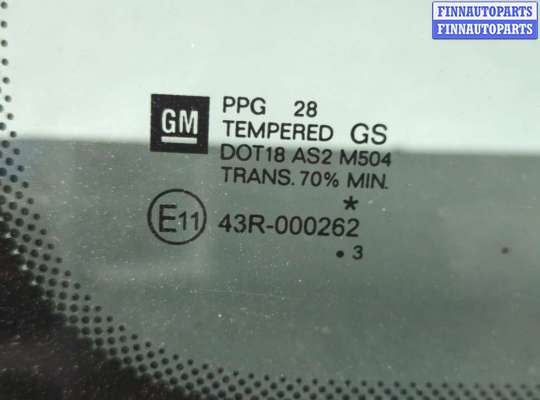 FINNAUTOPARTS
FINNAUTOPARTS
GM
PPG 28
TEMPERED GS
DOT18 AS2 M504
TRANS. 70% MIN.
*
E11 43R-000262
. 3